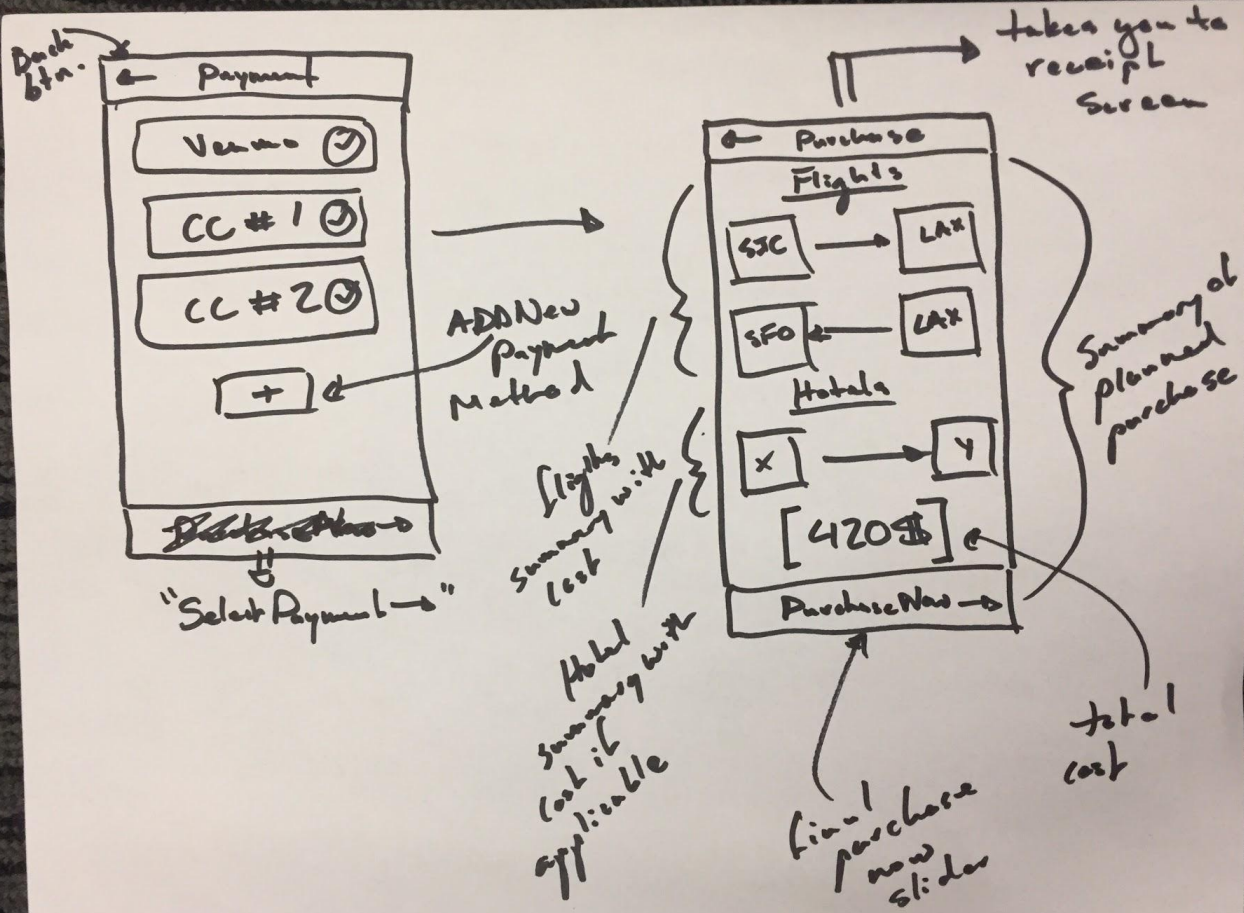 Back
btn.
← Payment
Venmo
CC # 1
CC # 2
+
ADD New
Payment
Method
"Select Payment →"
takes you to
receipt
screen
← Purchase
Flights
SJC → LAX
SFO ← LAX
Hotels
X → Y
[420$]
Purchase Now →
flights
summary with
cost
Hotel
summary with
cost if
applicable
Summary of
planned
purchase
total
cost
final
purchase
now
slider